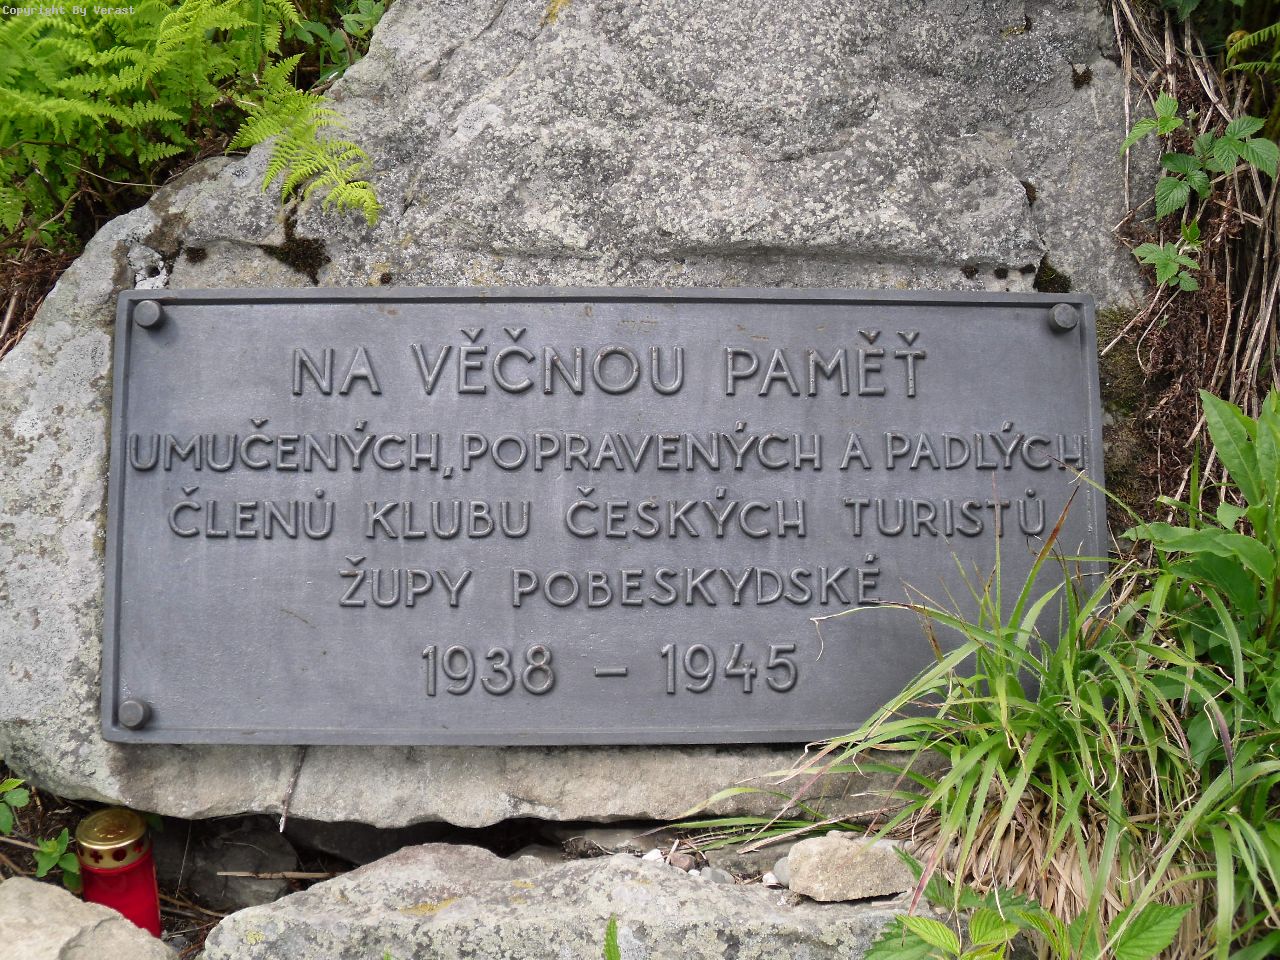 Copyright By Verast
NA VĚČNOU PAMĚŤ
UMUČENÝCH, POPRAVENÝCH A PADLÝCH
ČLENŮ KLUBU ČESKÝCH TURISTŮ
ŽUPY POBESKYDSKÉ
1938 – 1945